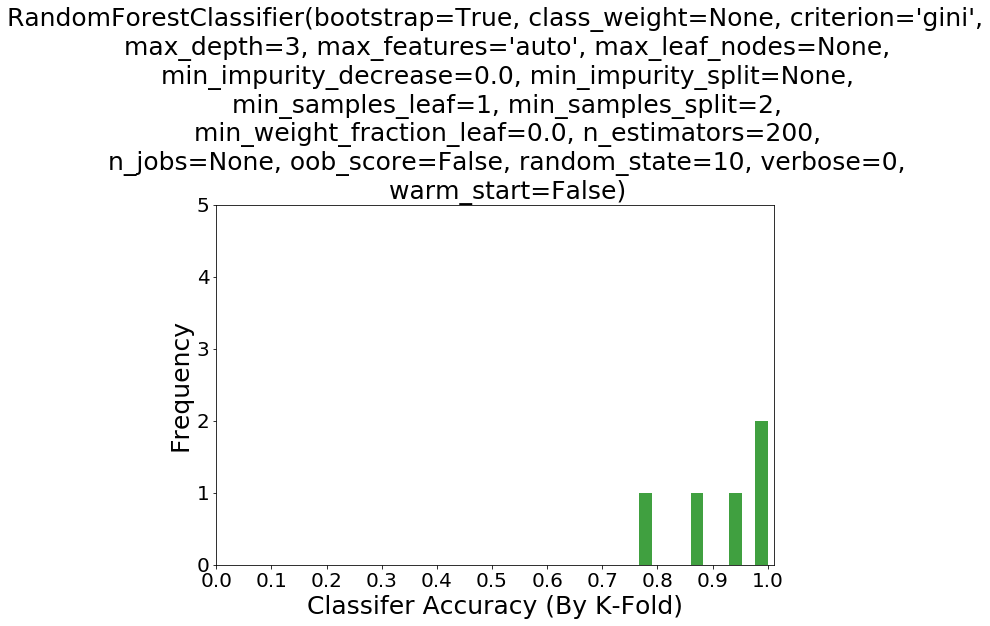 RandomForestClassifier(bootstrap=True, class_weight=None, criterion='gini',
max_depth=3, max_features='auto', max_leaf_nodes=None,
min_impurity_decrease=0.0, min_impurity_split=None,
min_samples_leaf=1, min_samples_split=2,
min_weight_fraction_leaf=0.0, n_estimators=200,
n_jobs=None, oob_score=False, random_state=10, verbose=0,
warm_start=False)
5
4
3
2
1
0
Frequency
0.0 0.1 0.2 0.3 0.4 0.5 0.6 0.7 0.8 0.9 1.0
Classifer Accuracy (By K-Fold)